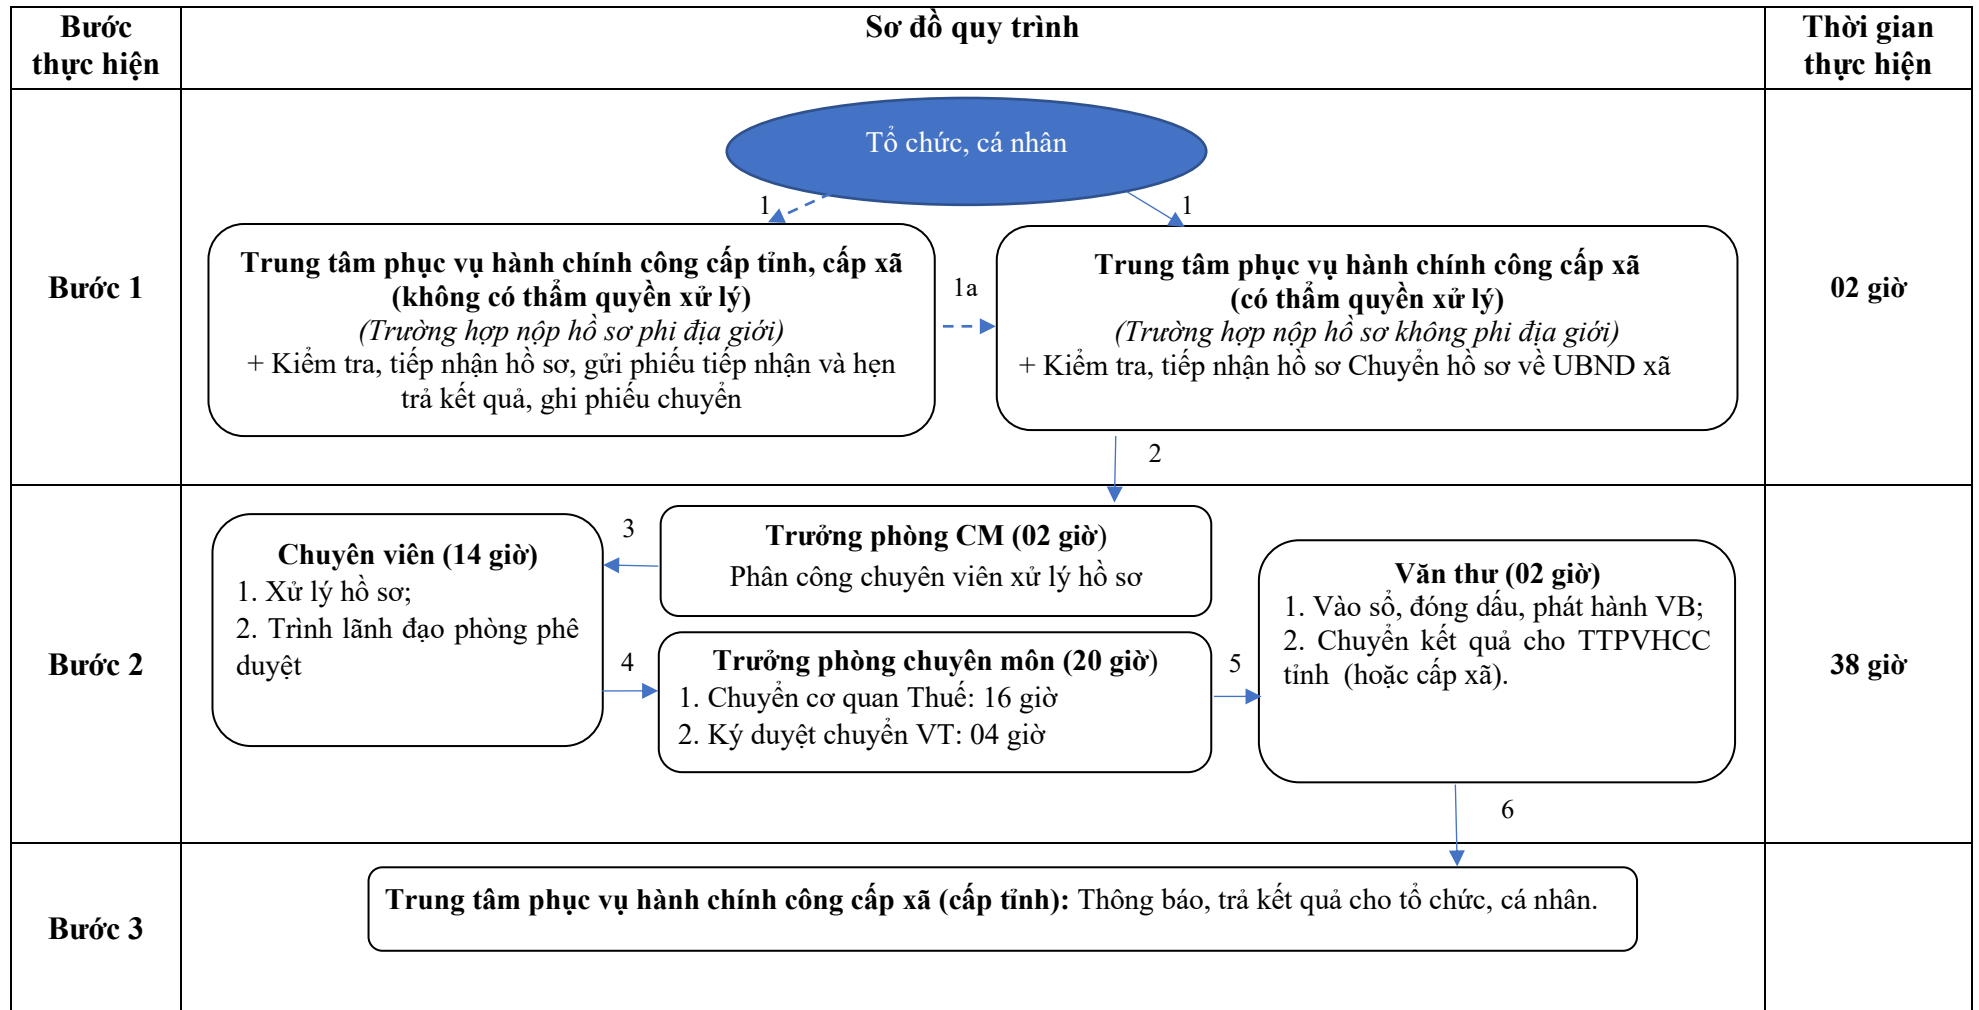 Bước
thực hiện
Sơ đồ quy trình
Thời gian
thực hiện
Tổ chức, cá nhân
1
1
Bước 1
Trung tâm phục vụ hành chính công cấp tỉnh, cấp xã
(không có thẩm quyền xử lý)
(Trường hợp nộp hồ sơ phi địa giới)
+ Kiểm tra, tiếp nhận hồ sơ, gửi phiếu tiếp nhận và hẹn
trả kết quả, ghi phiếu chuyển
1a
Trung tâm phục vụ hành chính công cấp xã
(có thẩm quyền xử lý)
(Trường hợp nộp hồ sơ không phi địa giới)
+ Kiểm tra, tiếp nhận hồ sơ Chuyển hồ sơ về UBND xã
02 giờ
2
Bước 2
Chuyên viên (14 giờ)
1. Xử lý hồ sơ;
2. Trình lãnh đạo phòng phê
duyệt
3
Trưởng phòng CM (02 giờ)
Phân công chuyên viên xử lý hồ sơ
4
Trưởng phòng chuyên môn (20 giờ)
1. Chuyển cơ quan Thuế: 16 giờ
2. Ký duyệt chuyển VT: 04 giờ
5
Văn thư (02 giờ)
1. Vào sổ, đóng dấu, phát hành VB;
2. Chuyển kết quả cho TTPVHCC
tỉnh (hoặc cấp xã).
38 giờ
6
Bước 3
Trung tâm phục vụ hành chính công cấp xã (cấp tỉnh): Thông báo, trả kết quả cho tổ chức, cá nhân.